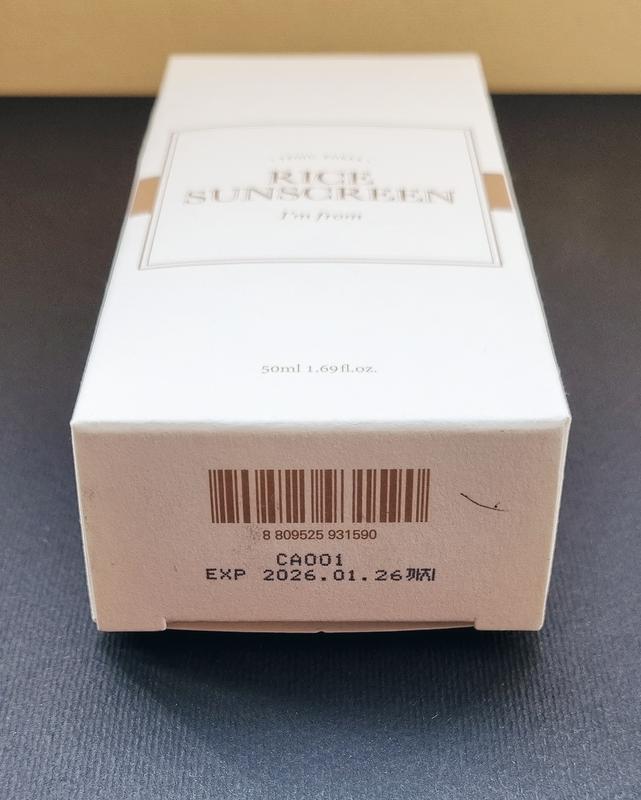 RICE
SUNSCREEN
I'm from
50ml 1.69fl.oz.
8 809525 931590
CA001
EXP 2026.01.26까지